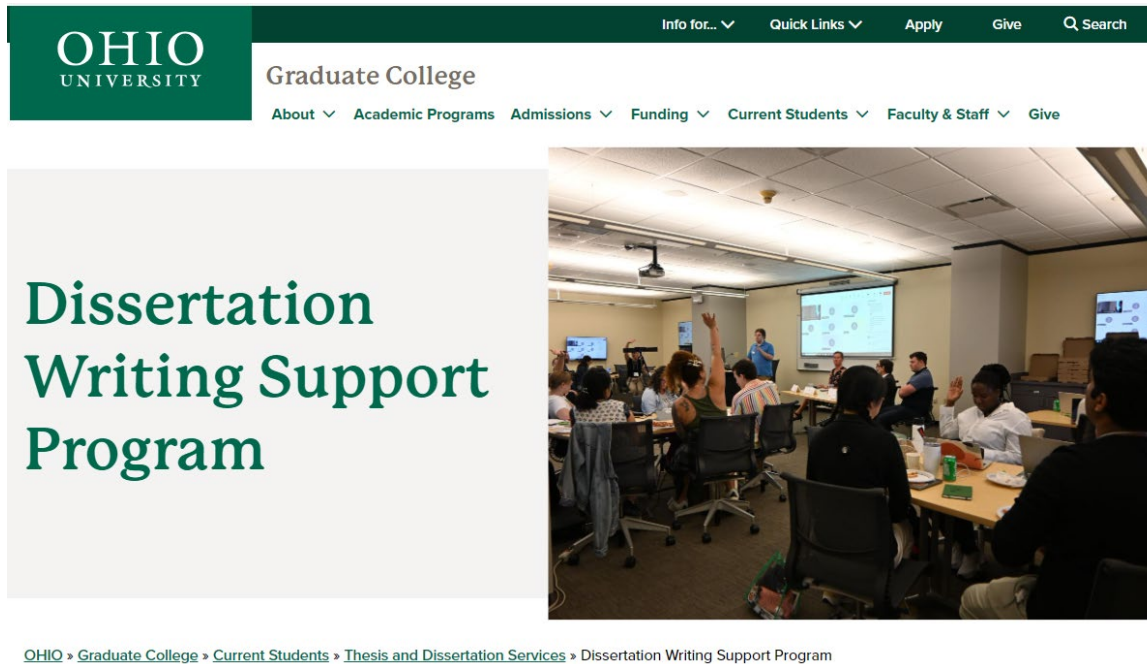 Info for... Quick Links Apply Give Search
OHIO
UNIVERSITY
Graduate College
About Academic Programs Admissions Funding Current Students Faculty & Staff Give
Dissertation
Writing Support
Program
OHIO » Graduate College » Current Students » Thesis and Dissertation Services » Dissertation Writing Support Program